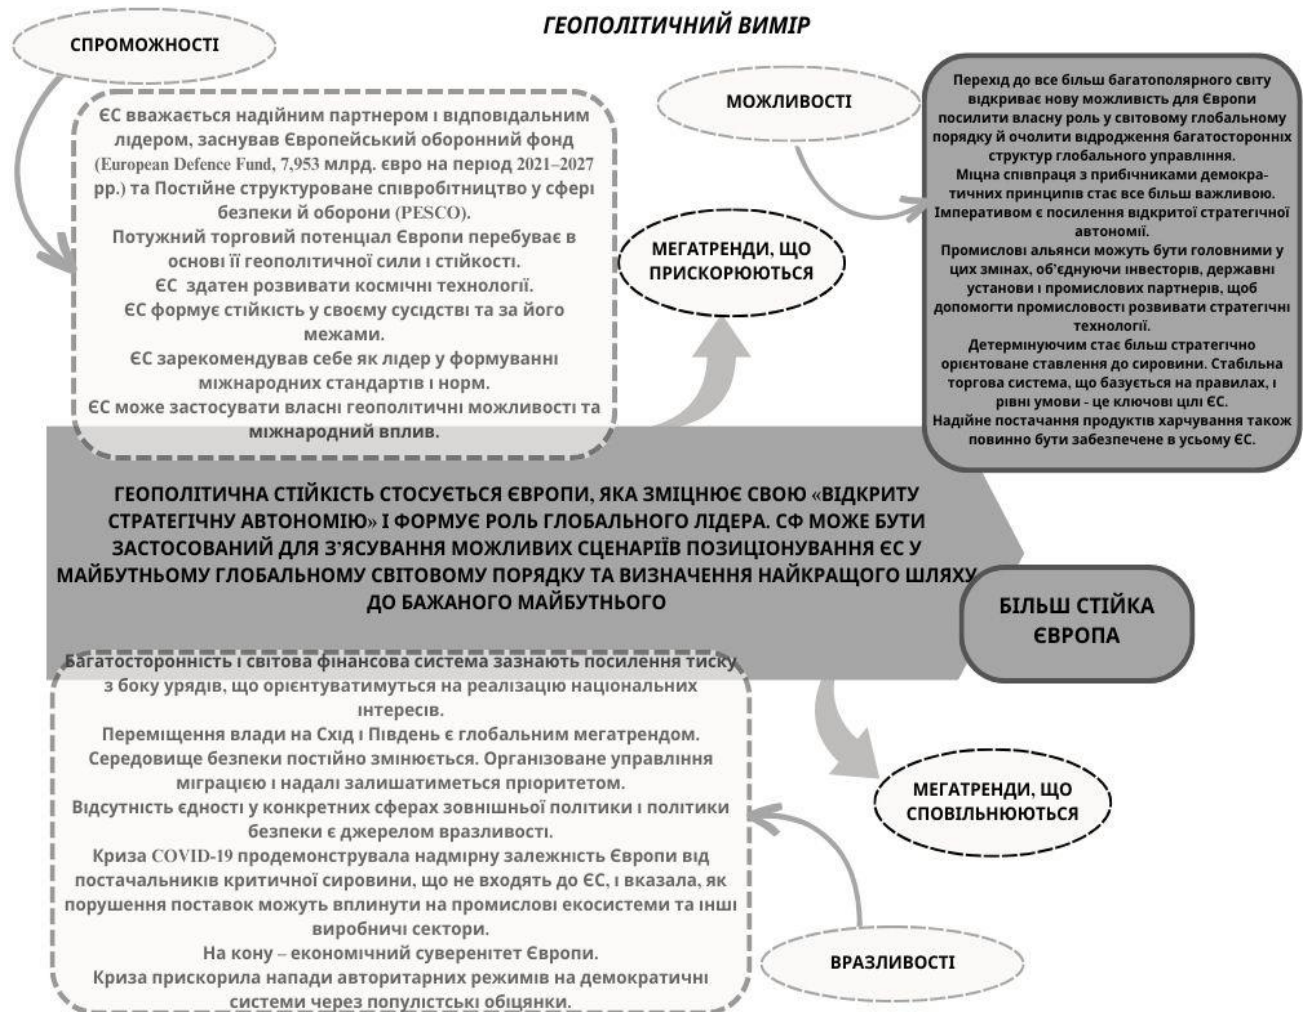 ГЕОПОЛІТИЧНИЙ ВИМІР
СПРОМОЖНОСТІ
ЄС вважається надійним партнером і відповідальним
лідером, заснував Європейський оборонний фонд
(European Defence Fund, 7,953 млрд. євро на період 2021–2027
рр.) та Постійне структуроване співробітництво у сфері
безпеки й оборони (PESCO).
Потужний торговий потенціал Європи перебуває в
основі її геополітичної сили і стійкості.
ЄС здатен розвивати космічні технології.
ЄС формує стійкість у своєму сусідстві та за його
межами.
ЄС зарекомендував себе як лідер у формуванні
міжнародних стандартів і норм.
ЄС може застосувати власні геополітичні можливості та
міжнародний вплив.
МОЖЛИВОСТІ
Перехід до все більш багатополярного світу
відкриває нову можливість для Європи
посилити власну роль у світовому глобальному
порядку й очолити відродження багатосторонніх
структур глобального управління.
Міцна співпраця з прибічниками демокра-
тичних принципів стає все більш важливою.
Імперативом є посилення відкритої стратегічної
автономії.
Промислові альянси можуть бути головними у
цих змінах, об'єднуючи інвесторів, державні
установи і промислових партнерів, щоб
допомогти промисловості розвивати стратегічні
технології.
Детермінуючим стає більш стратегічно
орієнтоване ставлення до сировини. Стабільна
торгова система, що базується на правилах, і
рівні умови - це ключові цілі ЄС.
Надійне постачання продуктів харчування також
повинно бути забезпечене в усьому ЄС.
МЕГАТРЕНДИ, ЩО
ПРИСКОРЮЮТЬСЯ
ГЕОПОЛІТИЧНА СТІЙКІСТЬ СТОСУЄТЬСЯ ЄВРОПИ, ЯКА ЗМІЦНЮЄ СВОЮ «ВІДКРИТУ
СТРАТЕГІЧНУ АВТОНОМІЮ» І ФОРМУЄ РОЛЬ ГЛОБАЛЬНОГО ЛІДЕРА. СФ МОЖЕ БУТИ
ЗАСТОСОВАНИЙ ДЛЯ З'ЯСУВАННЯ МОЖЛИВИХ СЦЕНАРІЇВ ПОЗИЦІОНУВАННЯ ЄС У
МАЙБУТНЬОМУ ГЛОБАЛЬНОМУ СВІТОВОМУ ПОРЯДКУ ТА ВИЗНАЧЕННЯ НАЙКРАЩОГО ШЛЯХУ
ДО БАЖАНОГО МАЙБУТНЬОГО
БІЛЬШ СТІЙКА
ЄВРОПА
Багатосторонність і світова фінансова система зазнають посилення тиску
з боку урядів, що орієнтуватимуться на реалізацію національних
інтересів.
Переміщення влади на Схід і Південь є глобальним мегатрендом.
Середовище безпеки постійно змінюється. Організоване управління
міграцією і надалі залишатиметься пріоритетом.
Відсутність єдності у конкретних сферах зовнішньої політики і політики
безпеки є джерелом вразливості.
Криза COVID-19 продемонструвала надмірну залежність Європи від
постачальників критичної сировини, що не входять до ЄС, і вказала, як
порушення поставок можуть вплинути на промислові екосистеми та інші
виробничі сектори.
На кону – економічний суверенітет Європи.
Криза прискорила напади авторитарних режимів на демократичні
системи через популістські обіцянки.
МЕГАТРЕНДИ, ЩО
СПОВІЛЬНЮЮТЬСЯ
ВРАЗЛИВОСТІ